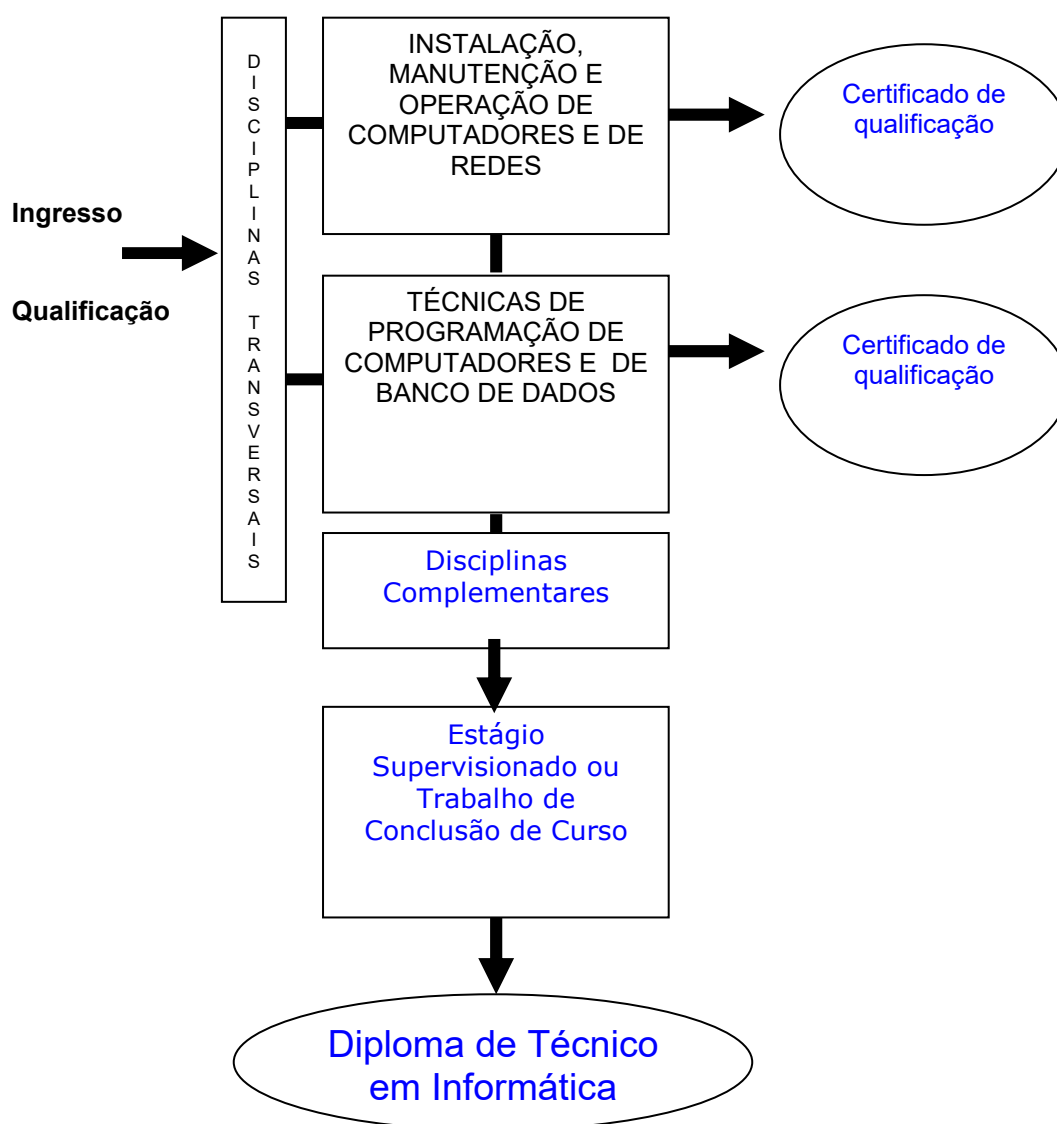 Ingresso
Qualificação
DISCIPLINAS TRANSVERSAIS
INSTALAÇÃO,
MANUTENÇÃO E
OPERAÇÃO DE
COMPUTADORES E DE
REDES
Certificado de
qualificação
TÉCNICAS DE
PROGRAMAÇÃO DE
COMPUTADORES E DE
BANCO DE DADOS
Certificado de
qualificação
Disciplinas
Complementares
Estágio
Supervisionado ou
Trabalho de
Conclusão de Curso
Diploma de Técnico
em Informática